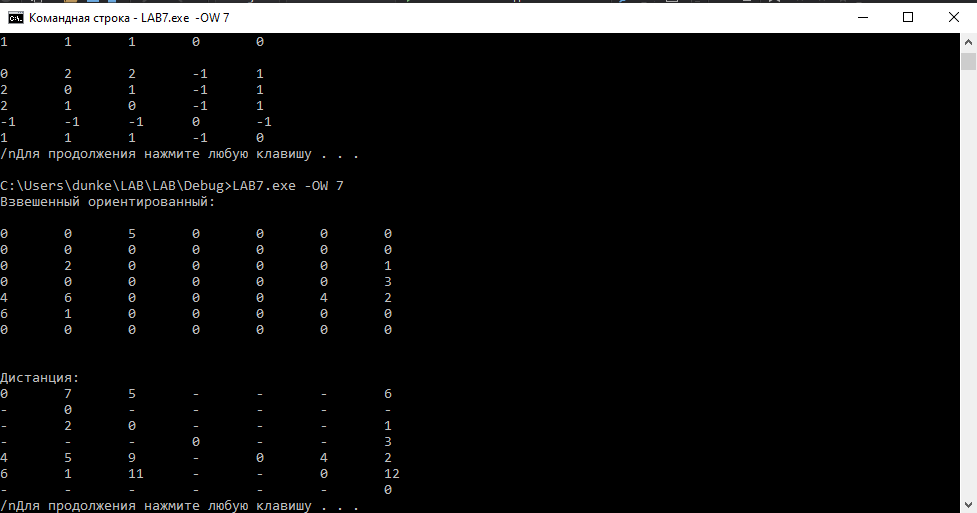 Командная строка - LAB7.exe -OW 7
1 1 1 0 0
0 2 2 -1 1
2 0 1 -1 1
2 1 0 -1 1
-1 -1 -1 0 -1
1 1 1 -1 0
/nДля продолжения нажмите любую клавишу . . .
C:\Users\dunke\LAB\LAB\Debug>LAB7.exe -OW 7
Взвешенный ориентированный:
0 0 5 0 0 0 0
0 0 0 0 0 0 0
0 2 0 0 0 0 1
0 0 0 0 0 0 3
4 6 0 0 0 4 2
6 1 0 0 0 0 0
0 0 0 0 0 0 0
Дистанция:
0 7 5 - - - 6
- 0 - - - - -
- 2 0 - - - 1
- - - 0 - - 3
4 5 9 - 0 4 2
6 1 11 - - 0 12
- - - - - - 0
/nДля продолжения нажмите любую клавишу . . .